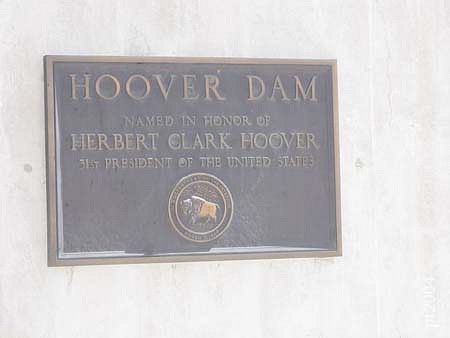 HOOVER DAM
NAMED IN HONOR OF
HERBERT CLARK HOOVER
31ST PRESIDENT OF THE UNITED STATES